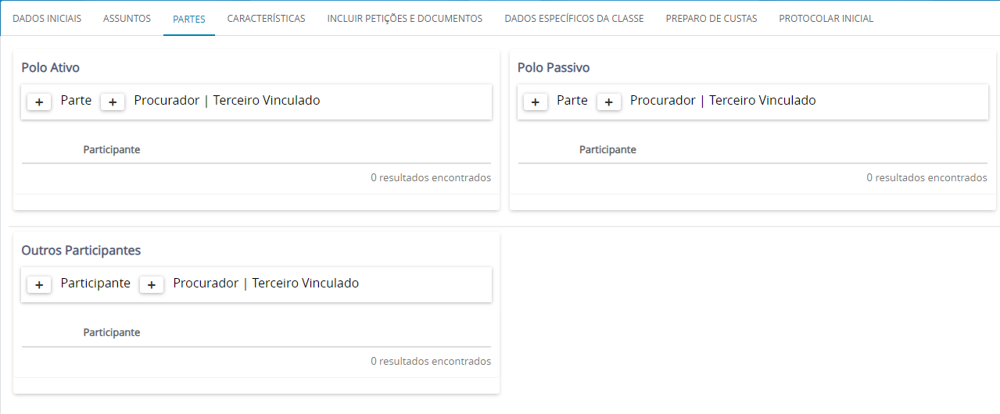 DADOS INICIAIS ASSUNTOS PARTES CARACTERÍSTICAS INCLUIR PETIÇÕES E DOCUMENTOS DADOS ESPECÍFICOS DA CLASSE PREPARO DE CUSTAS PROTOCOLAR INICIAL
Polo Ativo
+ Parte + Procurador | Terceiro Vinculado
Participante
0 resultados encontrados
Polo Passivo
+ Parte + Procurador | Terceiro Vinculado
Participante
0 resultados encontrados
Outros Participantes
+ Participante + Procurador | Terceiro Vinculado
Participante
0 resultados encontrados